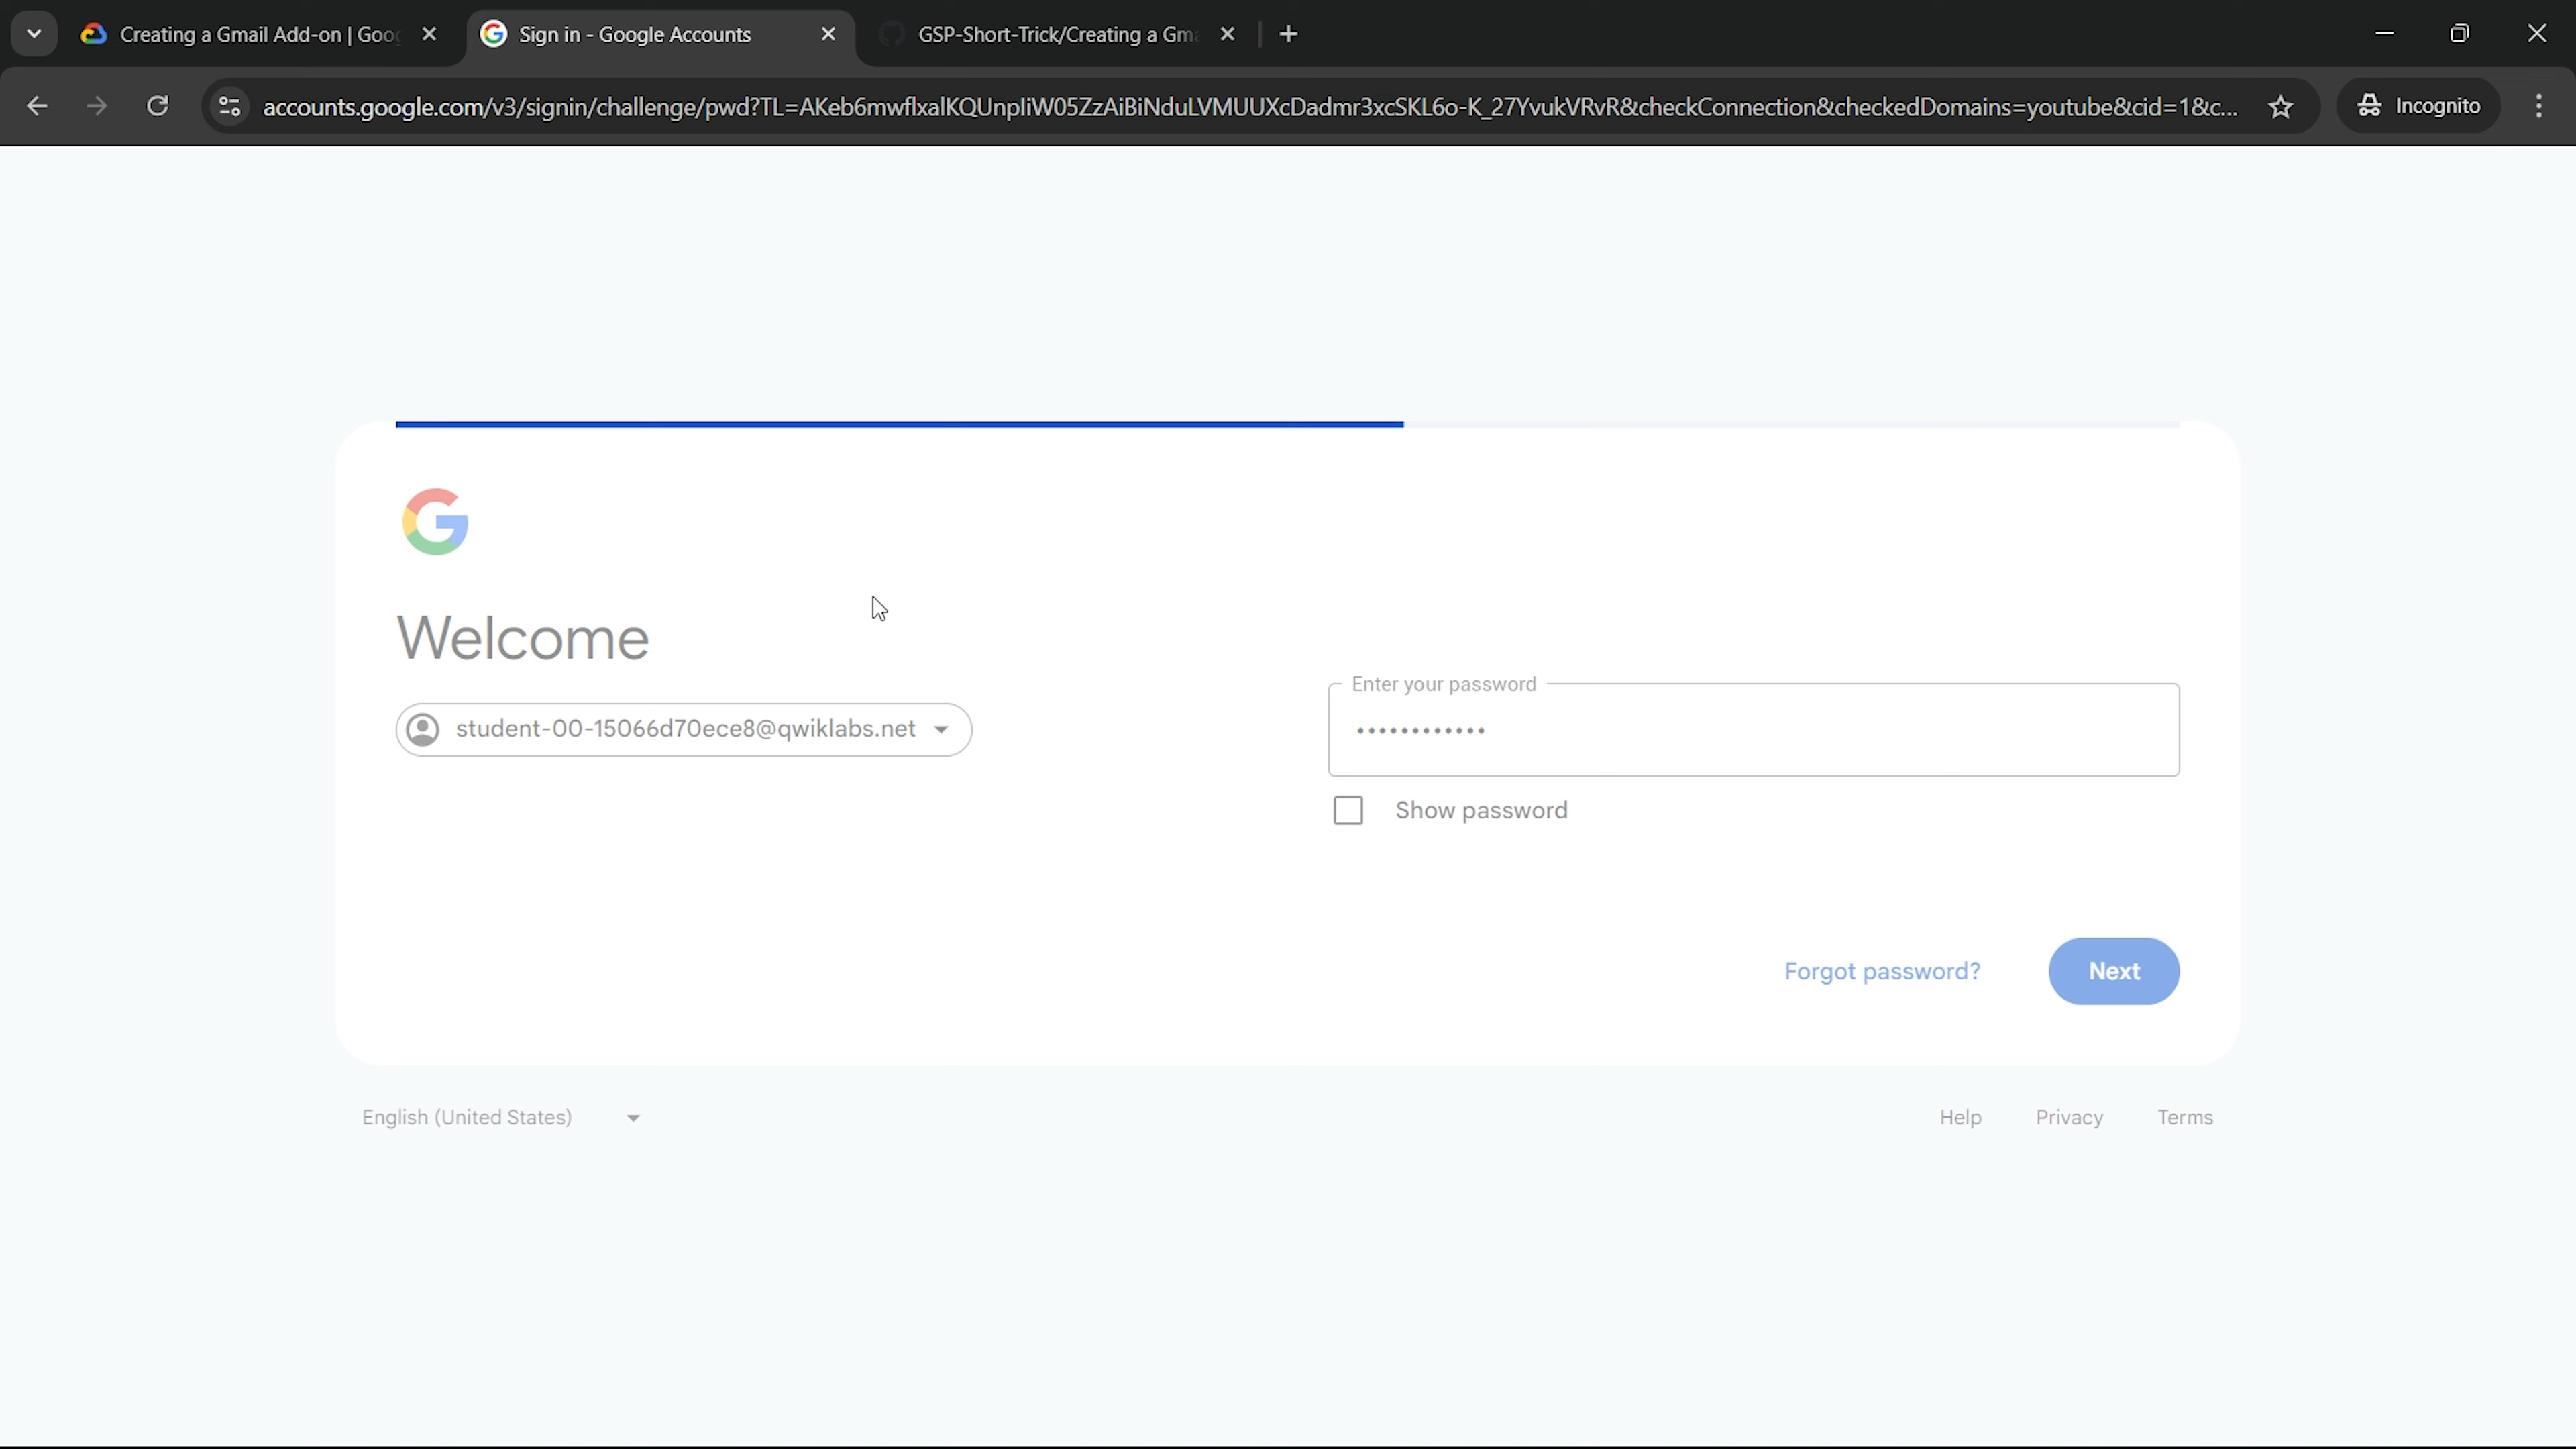 Creating a Gmail Add-on | Goo
Sign in - Google Accounts
GSP-Short-Trick/Creating a Gma
accounts.google.com/v3/signin/challenge/pwd?TL=AKeb6mwflxalKQUnpliW05ZzAiBiNduLVMUUXcDadmr3xcSKL6o-K_27YvukVRvR&checkConnection&checkedDomains=youtube&cid=1&c...
Incognito
Welcome
student-00-15066d70ece8@qwiklabs.net
Enter your password
Show password
Forgot password?
Next
English (United States)
Help
Privacy
Terms